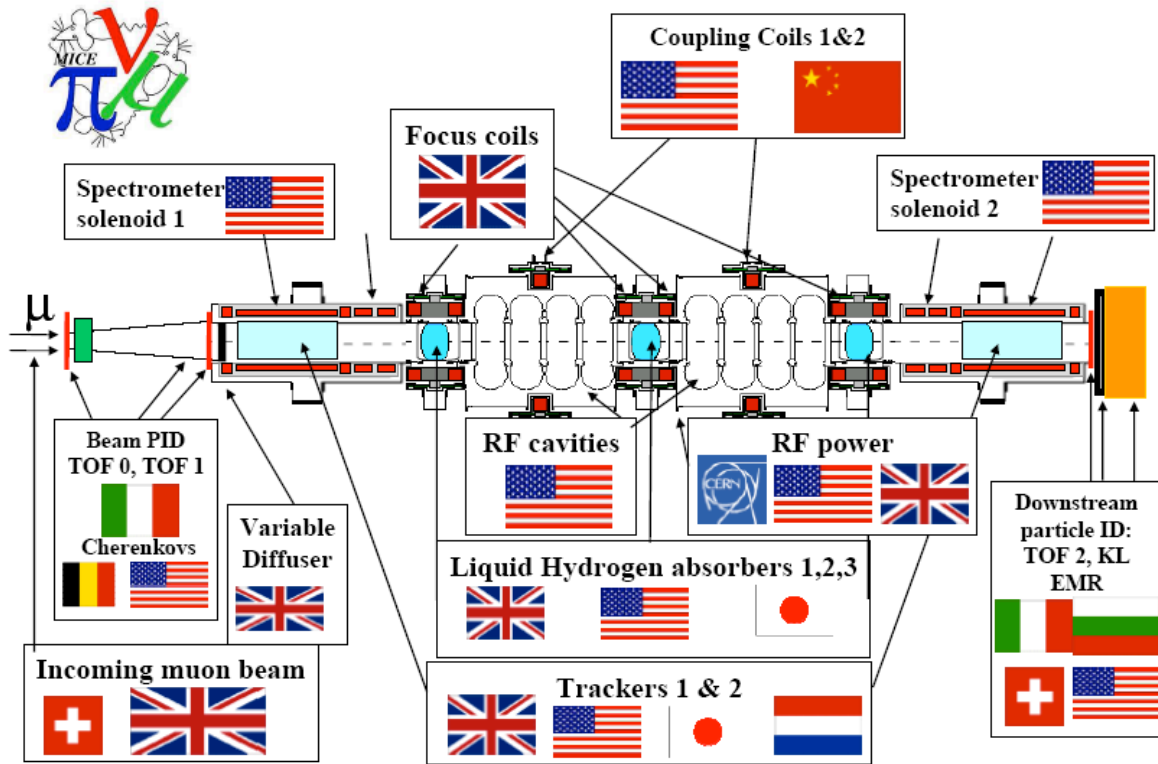 MICE
ν
π μ
Coupling Coils 1&2
Focus coils
Spectrometer
solenoid 1
Spectrometer
solenoid 2
μ
Beam PID
TOF 0, TOF 1
Cherenkovs
Variable
Diffuser
RF cavities
RF power
CERN
Downstream
particle ID:
TOF 2, KL
EMR
Liquid Hydrogen absorbers 1,2,3
Incoming muon beam
Trackers 1 & 2